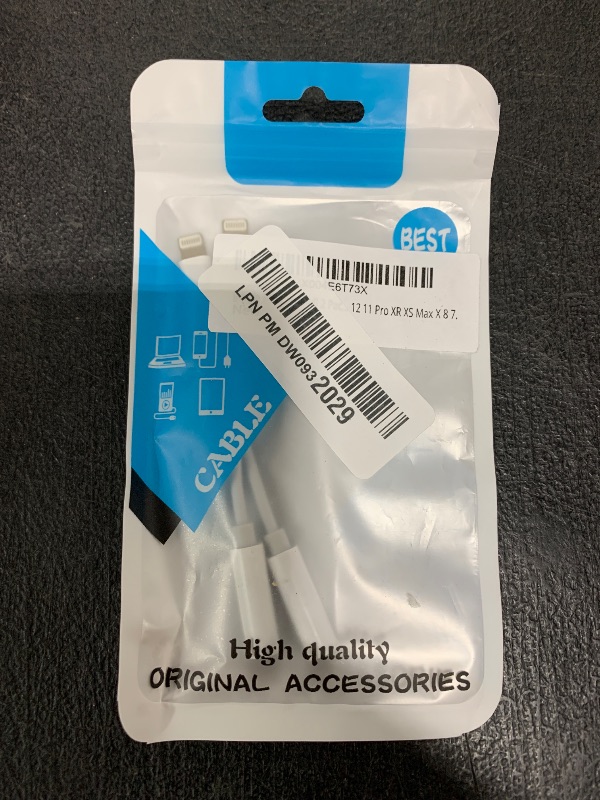 BEST
E6T73X
12 11 Pro XR XS Max X 8 7.
LPN PM DW0932029
CABLE
High quality
ORIGINAL ACCESSORIES